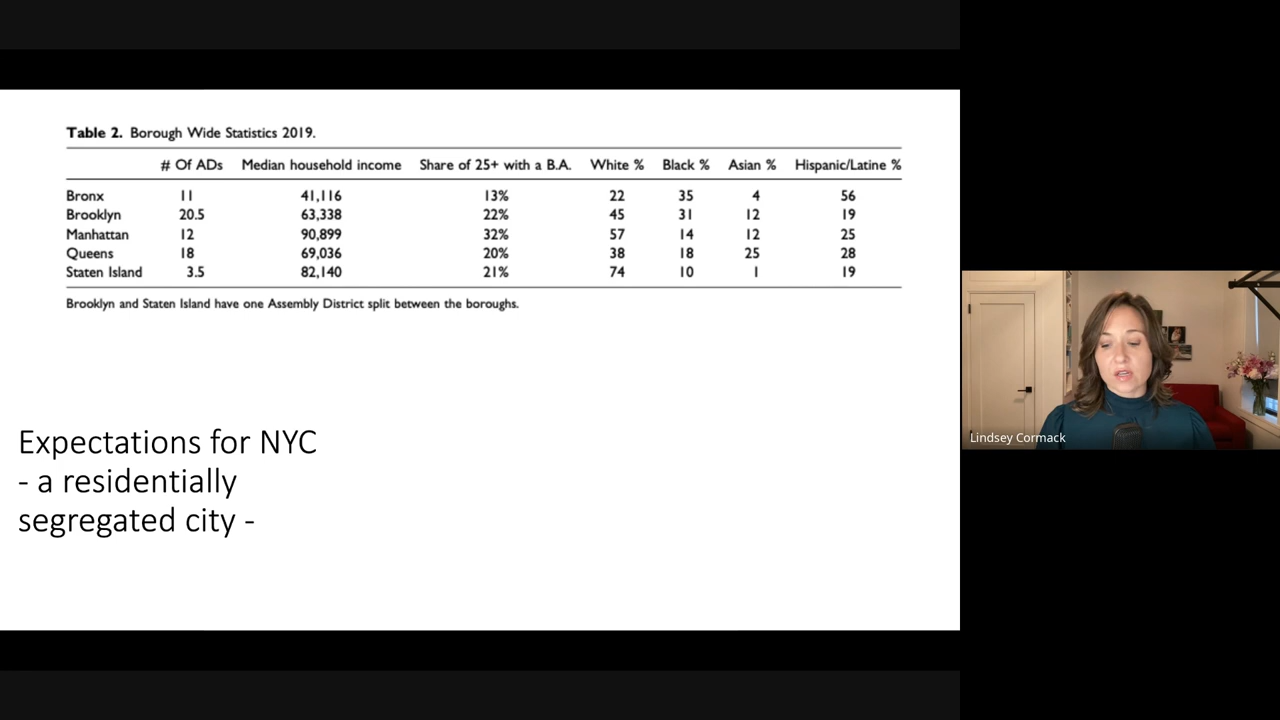 Table 2. Borough Wide Statistics 2019.
# Of ADs Median household income Share of 25+ with a B.A. White % Black % Asian % Hispanic/Latine %
Bronx 11 41,116 13% 22 35 4 56
Brooklyn 20.5 63,338 22% 45 31 12 19
Manhattan 12 90,899 32% 57 14 12 25
Queens 18 69,036 20% 38 18 25 28
Staten Island 3.5 82,140 21% 74 10 1 19
Brooklyn and Staten Island have one Assembly District split between the boroughs.
Expectations for NYC
- a residentially
segregated city -
Lindsey Cormack